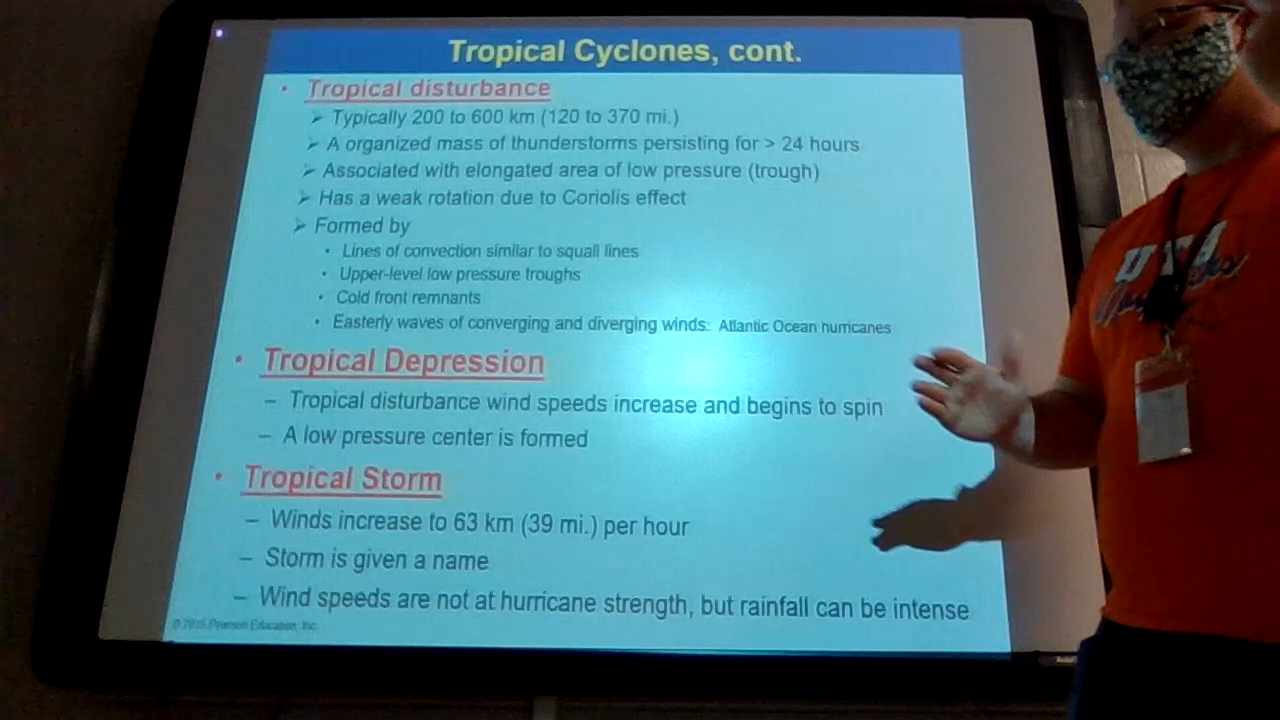 Tropical Cyclones, cont.
• Tropical disturbance
➢ Typically 200 to 600 km (120 to 370 mi.)
➢ A organized mass of thunderstorms persisting for > 24 hours
➢ Associated with elongated area of low pressure (trough)
➢ Has a weak rotation due to Coriolis effect
➢ Formed by
• Lines of convection similar to squall lines
• Upper-level low pressure troughs
• Cold front remnants
• Easterly waves of converging and diverging winds: Atlantic Ocean hurricanes
• Tropical Depression
– Tropical disturbance wind speeds increase and begins to spin
– A low pressure center is formed
• Tropical Storm
– Winds increase to 63 km (39 mi.) per hour
– Storm is given a name
– Wind speeds are not at hurricane strength, but rainfall can be intense
© 2015 Pearson Education, Inc.
UTA